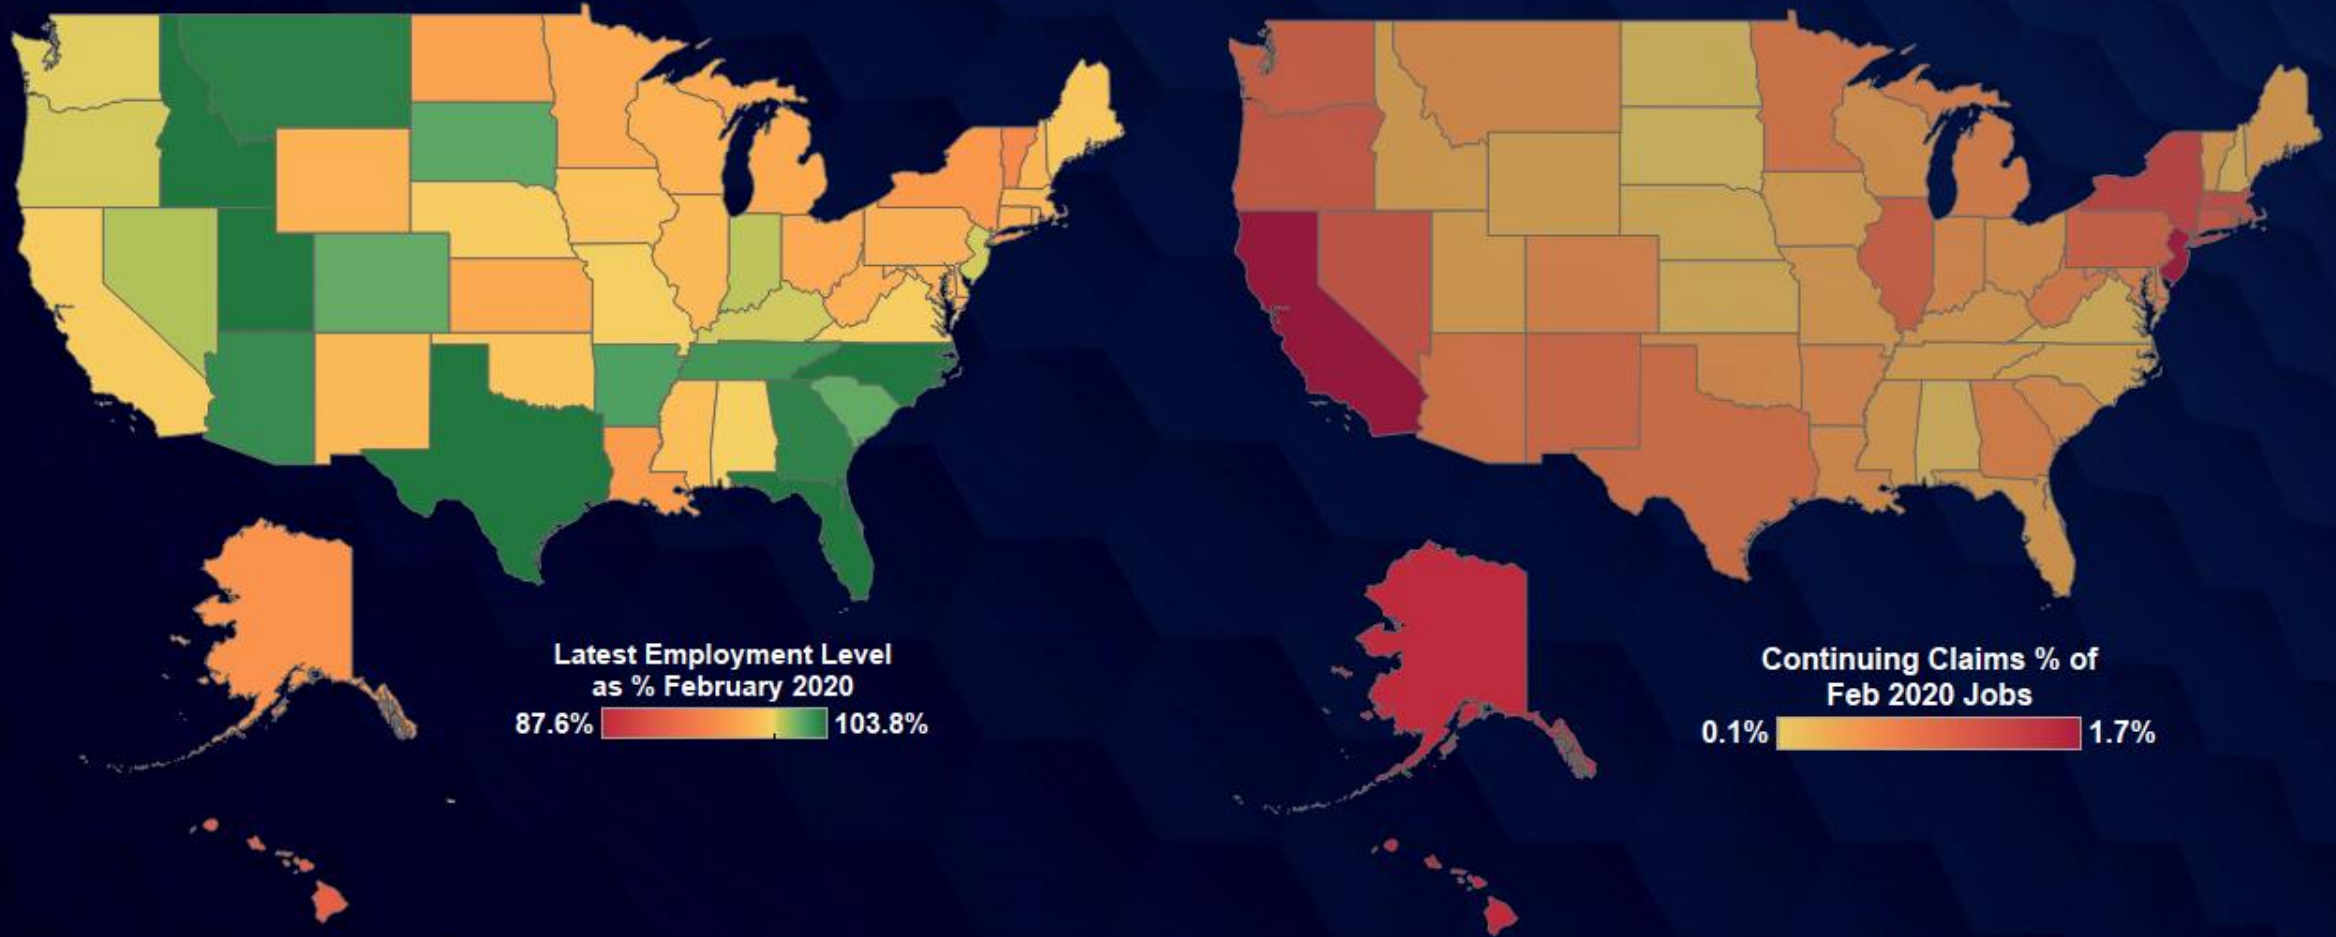 Latest Employment Level
as % February 2020
87.6% 103.8%
Continuing Claims % of
Feb 2020 Jobs
0.1% 1.7%